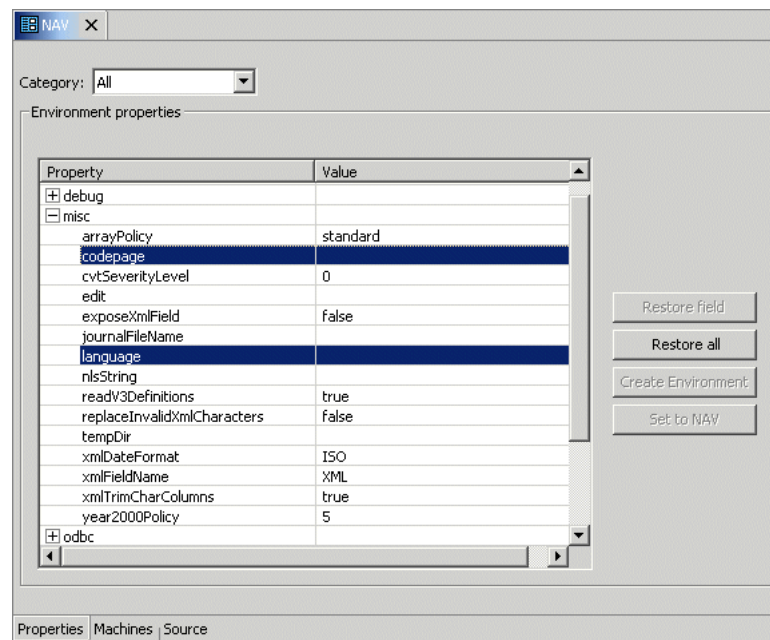 NAV
Category: All
Environment properties
Property Value
debug
misc
arrayPolicy standard
codepage
cvtSeverityLevel 0
edit
exposeXmlField false
journalFileName
language
nlsString
readV3Definitions true
replaceInvalidXmlCharacters false
tempDir
xmlDateFormat ISO
xmlFieldName XML
xmlTrimCharColumns true
year2000Policy 5
odbc
Restore field
Restore all
Create Environment
Set to NAV
Properties Machines Source